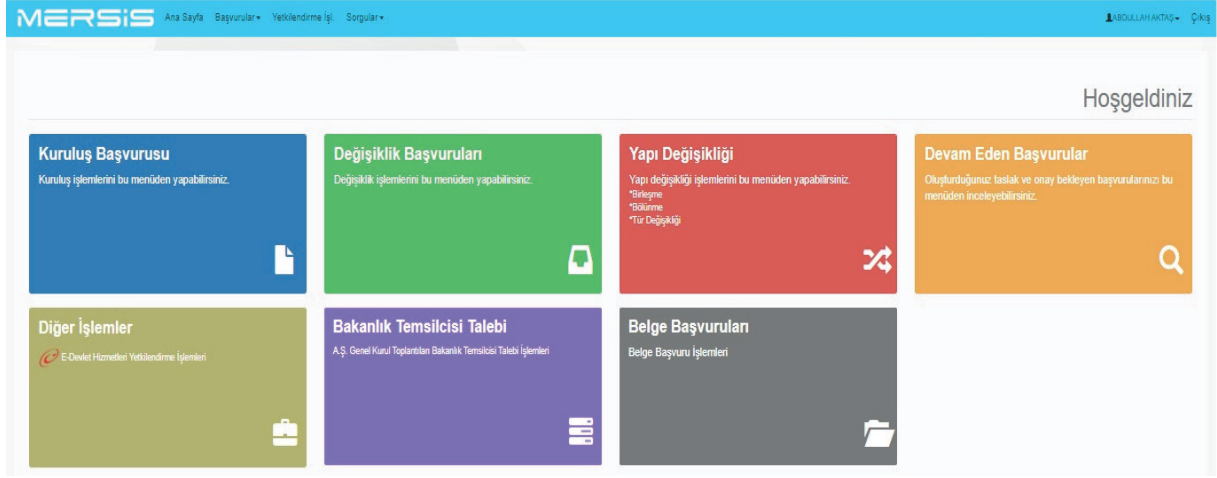 MERSiS Ana Sayfa Başvurular Yetkilendirme İşl. Sorgular ABDULLAH AKTAŞ Çıkış
Hoşgeldiniz
Kuruluş Başvurusu
Kuruluş işlemlerini bu menüden yapabilirsiniz.
Değişiklik Başvuruları
Değişiklik işlemlerini bu menüden yapabilirsiniz.
Yapı Değişikliği
Yapı değişikliği işlemlerini bu menüden yapabilirsiniz.
*Birleşme
*Bölünme
*Tür Değişikliği
Devam Eden Başvurular
Oluşturduğunuz taslak ve onay bekleyen başvurularınızı bu
menüden inceleyebilirsiniz.
Diğer İşlemler
E-Devlet Hizmetleri Yetkilendirme İşlemleri
Bakanlık Temsilcisi Talebi
A.Ş. Genel Kurul Toplantıları Bakanlık Temsilcisi Talebi İşlemleri
Belge Başvuruları
Belge Başvuru İşlemleri